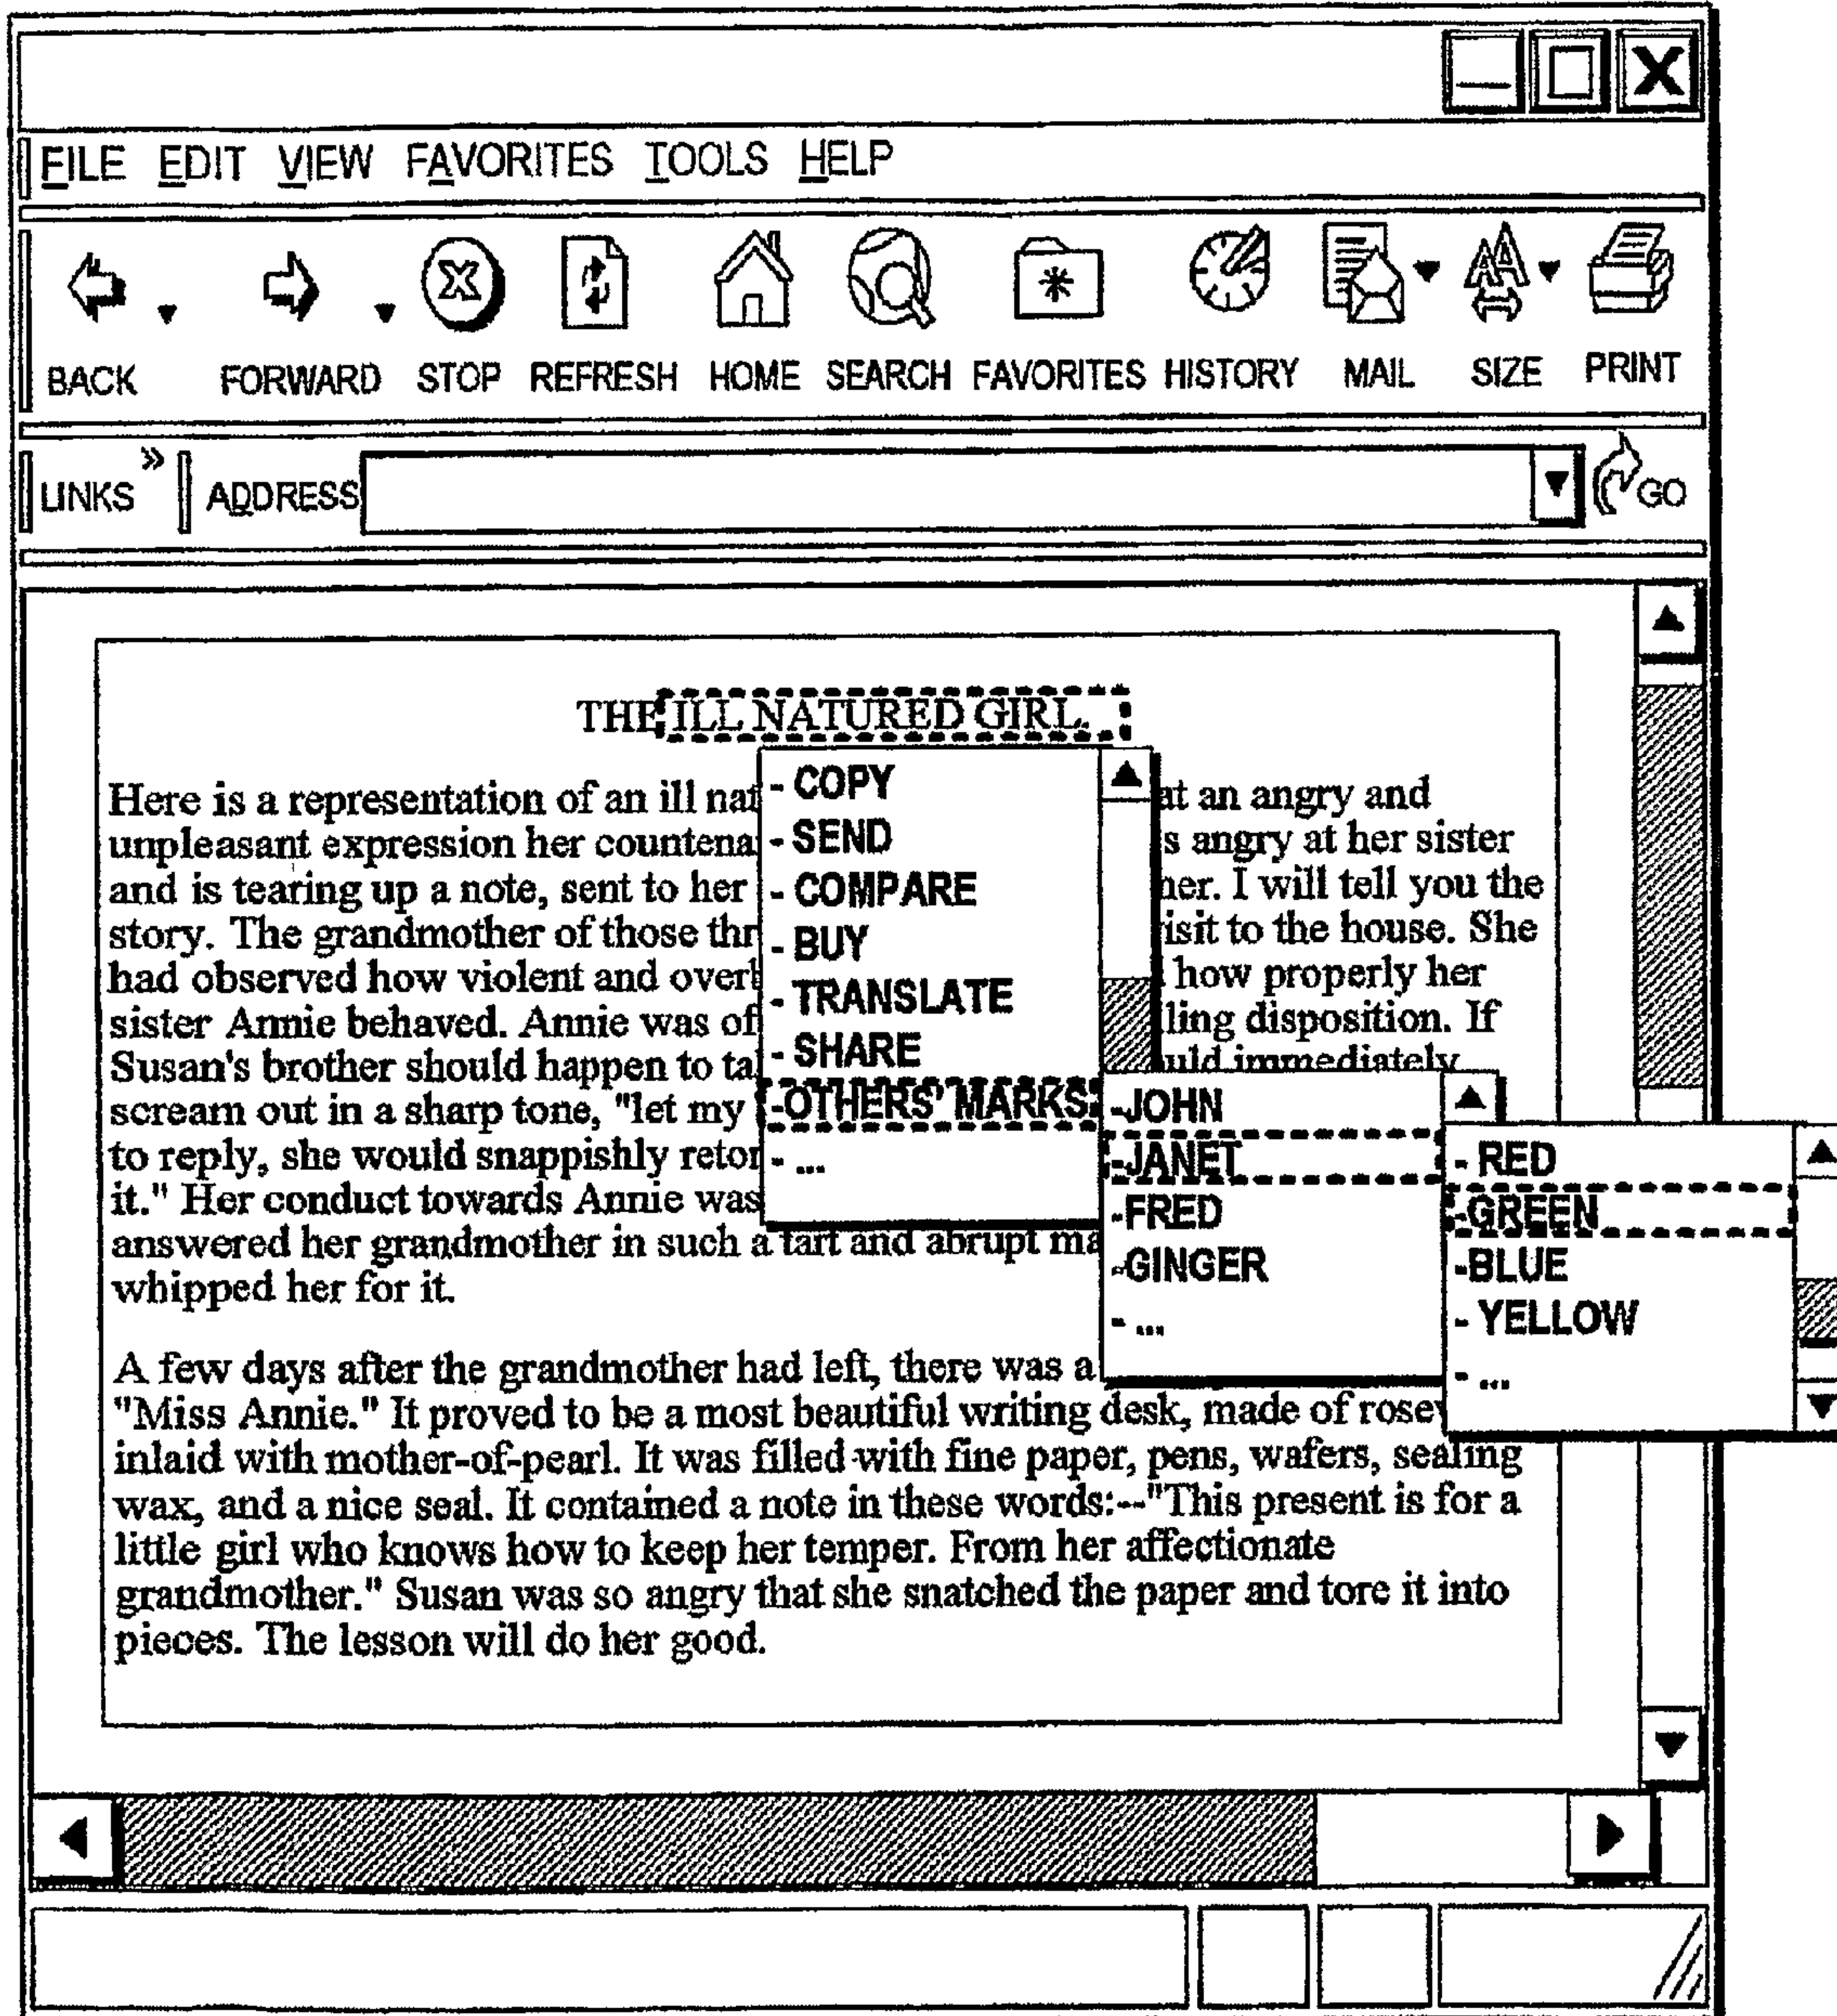 FILE EDIT VIEW FAVORITES TOOLS HELP
BACK FORWARD STOP REFRESH HOME SEARCH FAVORITES HISTORY MAIL SIZE PRINT
LINKS » ADDRESS GO
THE ILL NATURED GIRL.
Here is a representation of an ill nat at an angry and
unpleasant expression her countena s angry at her sister
and is tearing up a note, sent to her her. I will tell you the
story. The grandmother of those thr isit to the house. She
had observed how violent and overb how properly her
sister Annie behaved. Annie was of ling disposition. If
Susan's brother should happen to tak uld immediately
scream out in a sharp tone, "let my
to reply, she would snappishly retor
it." Her conduct towards Annie was
answered her grandmother in such a tart and abrupt ma
whipped her for it.
A few days after the grandmother had left, there was a
"Miss Annie." It proved to be a most beautiful writing desk, made of rosew
inlaid with mother-of-pearl. It was filled with fine paper, pens, wafers, sealing
wax, and a nice seal. It contained a note in these words:--"This present is for a
little girl who knows how to keep her temper. From her affectionate
grandmother." Susan was so angry that she snatched the paper and tore it into
pieces. The lesson will do her good.
- COPY
- SEND
- COMPARE
- BUY
- TRANSLATE
- SHARE
-OTHERS' MARKS
- ...
-JOHN
-JANET
-FRED
-GINGER
- ...
- RED
-GREEN
-BLUE
- YELLOW
- ...